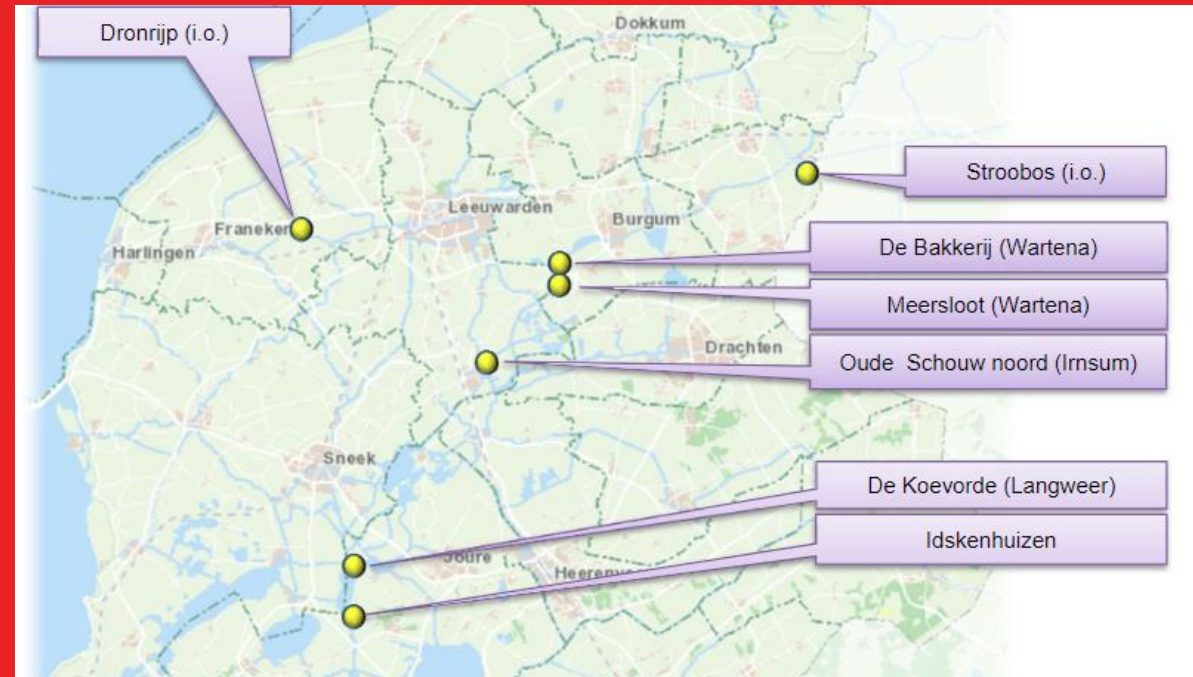 Dronrijp (i.o.)
Dokkum
Stroobos (i.o.)
Leeuwarden
Burgum
Franeker
Harlingen
De Bakkerij (Wartena)
Meersloot (Wartena)
Drachten
Oude Schouw noord (Irnsum)
Sneek
De Koevorde (Langweer)
Idskenhuizen
Joure